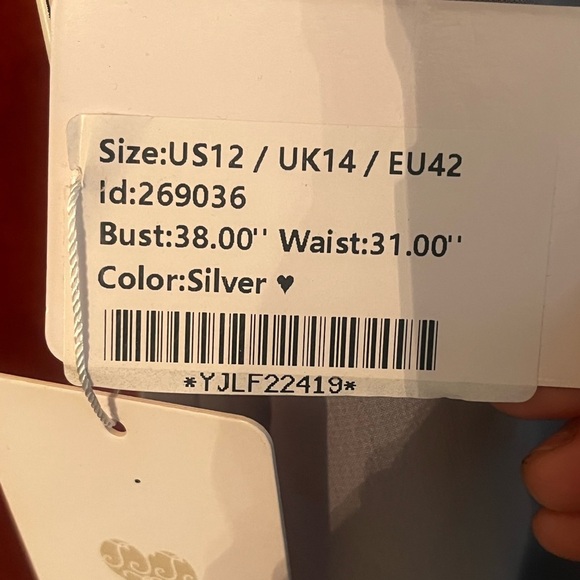 Size:US12 / UK14 / EU42
Id:269036
Bust:38.00'' Waist:31.00''
Color:Silver ♥
*YJLF22419*